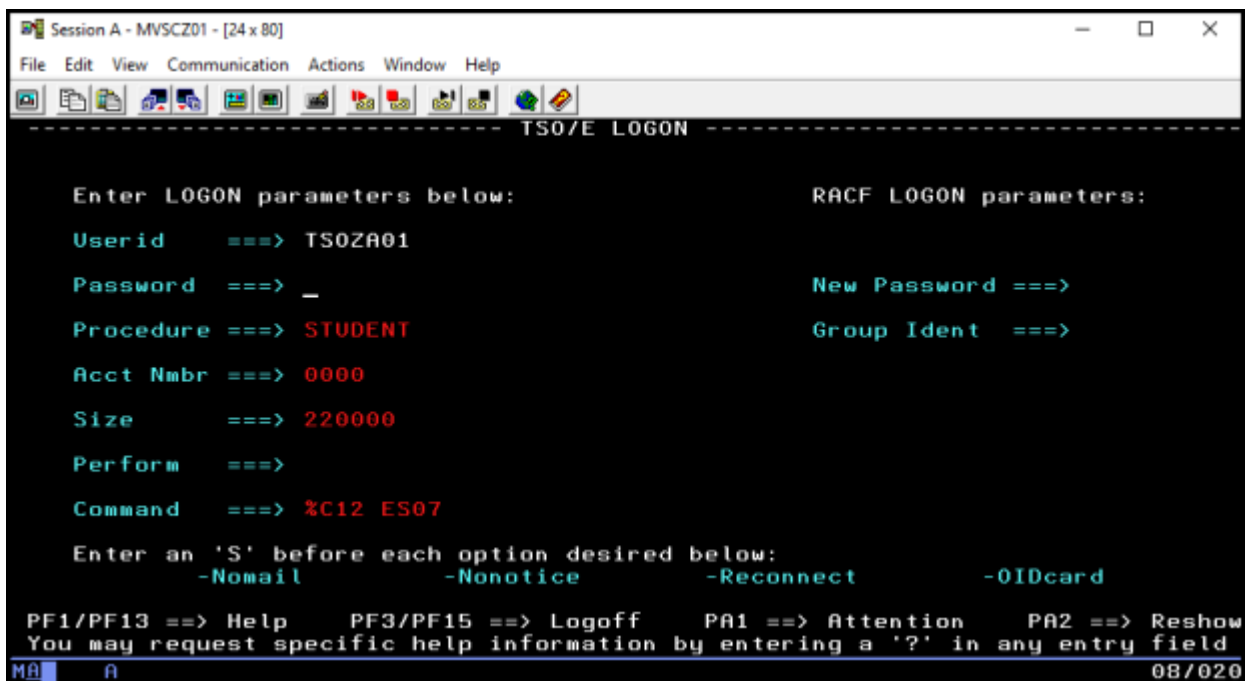 Session A - MVSCZ01 - [24 x 80]
File Edit View Communication Actions Window Help
------------------------------- TSO/E LOGON -----------------------------------
Enter LOGON parameters below: RACF LOGON parameters:
Userid ===> TSOZA01
Password ===> _ New Password ===>
Procedure ===> STUDENT Group Ident ===>
Acct Nmbr ===> 0000
Size ===> 220000
Perform ===>
Command ===> %C12 ES07
Enter an 'S' before each option desired below:
-Nomail -Nonotice -Reconnect -OIDcard
PF1/PF13 ==> Help PF3/PF15 ==> Logoff PA1 ==> Attention PA2 ==> Reshow
You may request specific help information by entering a '?' in any entry field
MA A 08/020